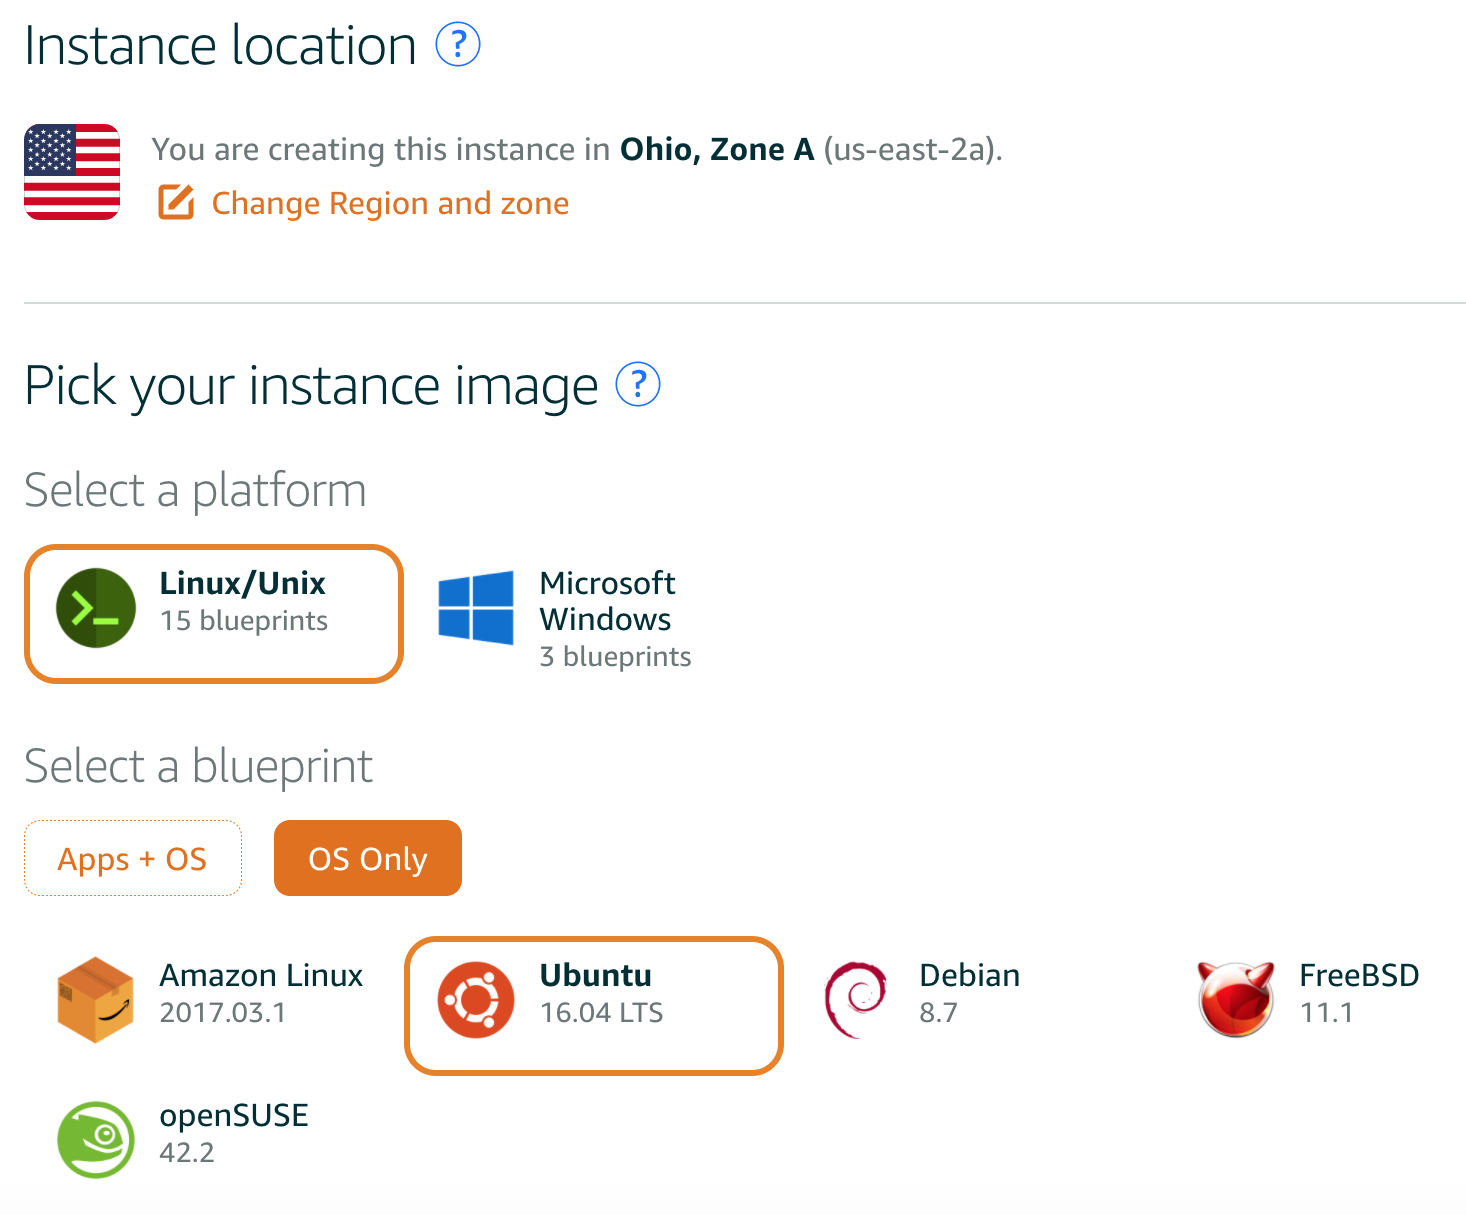 Instance location ?
You are creating this instance in Ohio, Zone A (us-east-2a).
Change Region and zone
Pick your instance image ?
Select a platform
Linux/Unix
15 blueprints
Microsoft
Windows
3 blueprints
Select a blueprint
Apps + OS
OS Only
Amazon Linux
2017.03.1
Ubuntu
16.04 LTS
Debian
8.7
FreeBSD
11.1
openSUSE
42.2